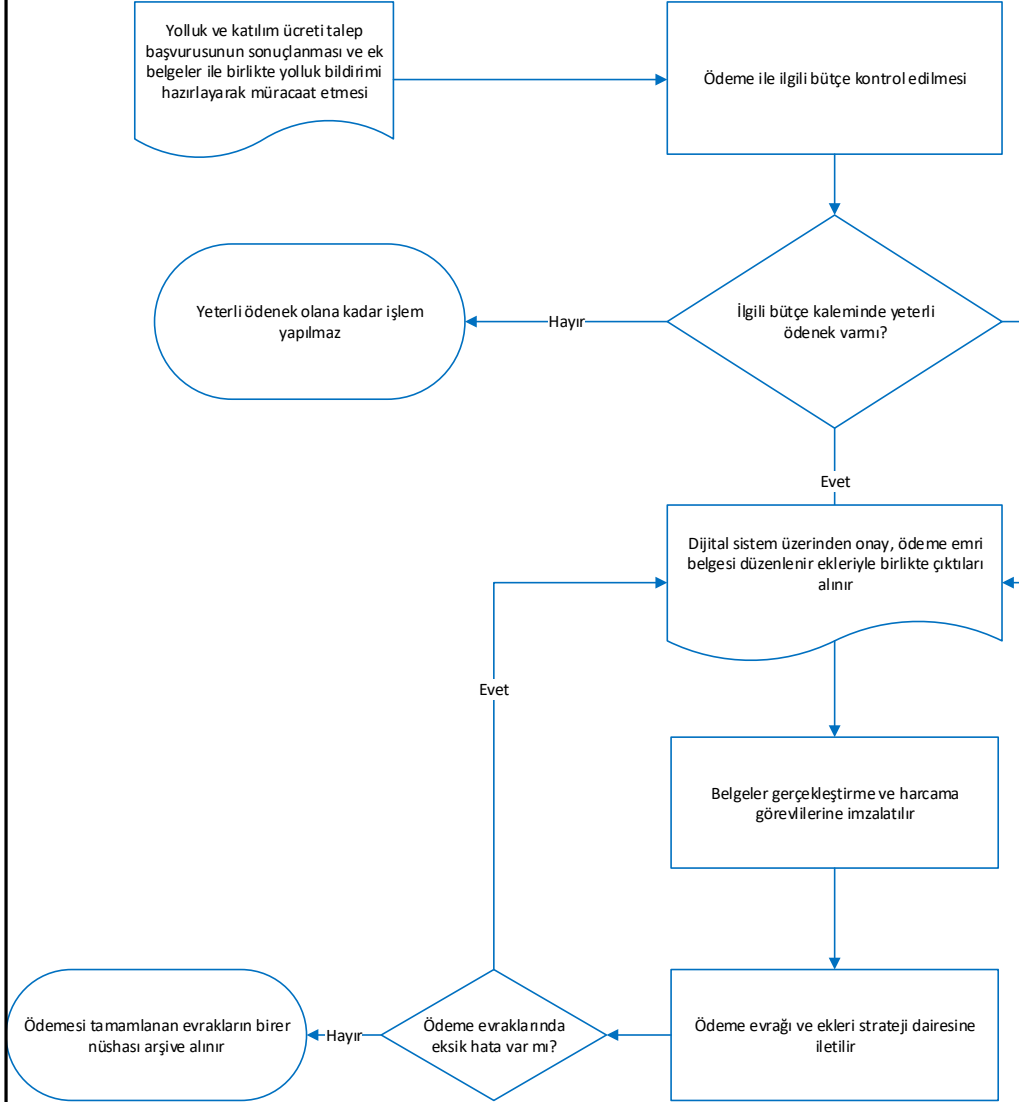 Yolluk ve katılım ücreti talep
başvurusunun sonuçlanması ve ek
belgeler ile birlikte yolluk bildirimi
hazırlayarak müracaat etmesi
Ödeme ile ilgili bütçe kontrol edilmesi
Yeterli ödenek olana kadar işlem
yapılmaz
Hayır
İlgili bütçe kaleminde yeterli
ödenek varmı?
Evet
Dijital sistem üzerinden onay, ödeme emri
belgesi düzenlenir ekleriyle birlikte çıktıları
alınır
Evet
Belgeler gerçekleştirme ve harcama
görevlilerine imzalatılır
Ödemesi tamamlanan evrakların birer
nüshası arşive alınır
Hayır
Ödeme evraklarında
eksik hata var mı?
Ödeme evrağı ve ekleri strateji dairesine
iletilir